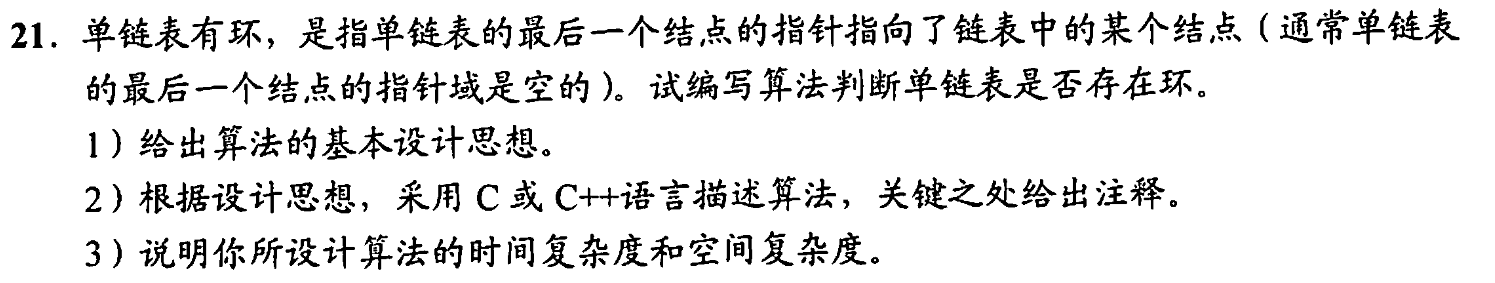 21. 单链表有环，是指单链表的最后一个结点的指针指向了链表中的某个结点（通常单链表
的最后一个结点的指针域是空的）。试编写算法判断单链表是否存在环。
1）给出算法的基本设计思想。
2）根据设计思想，采用 C 或 C++语言描述算法，关键之处给出注释。
3）说明你所设计算法的时间复杂度和空间复杂度。